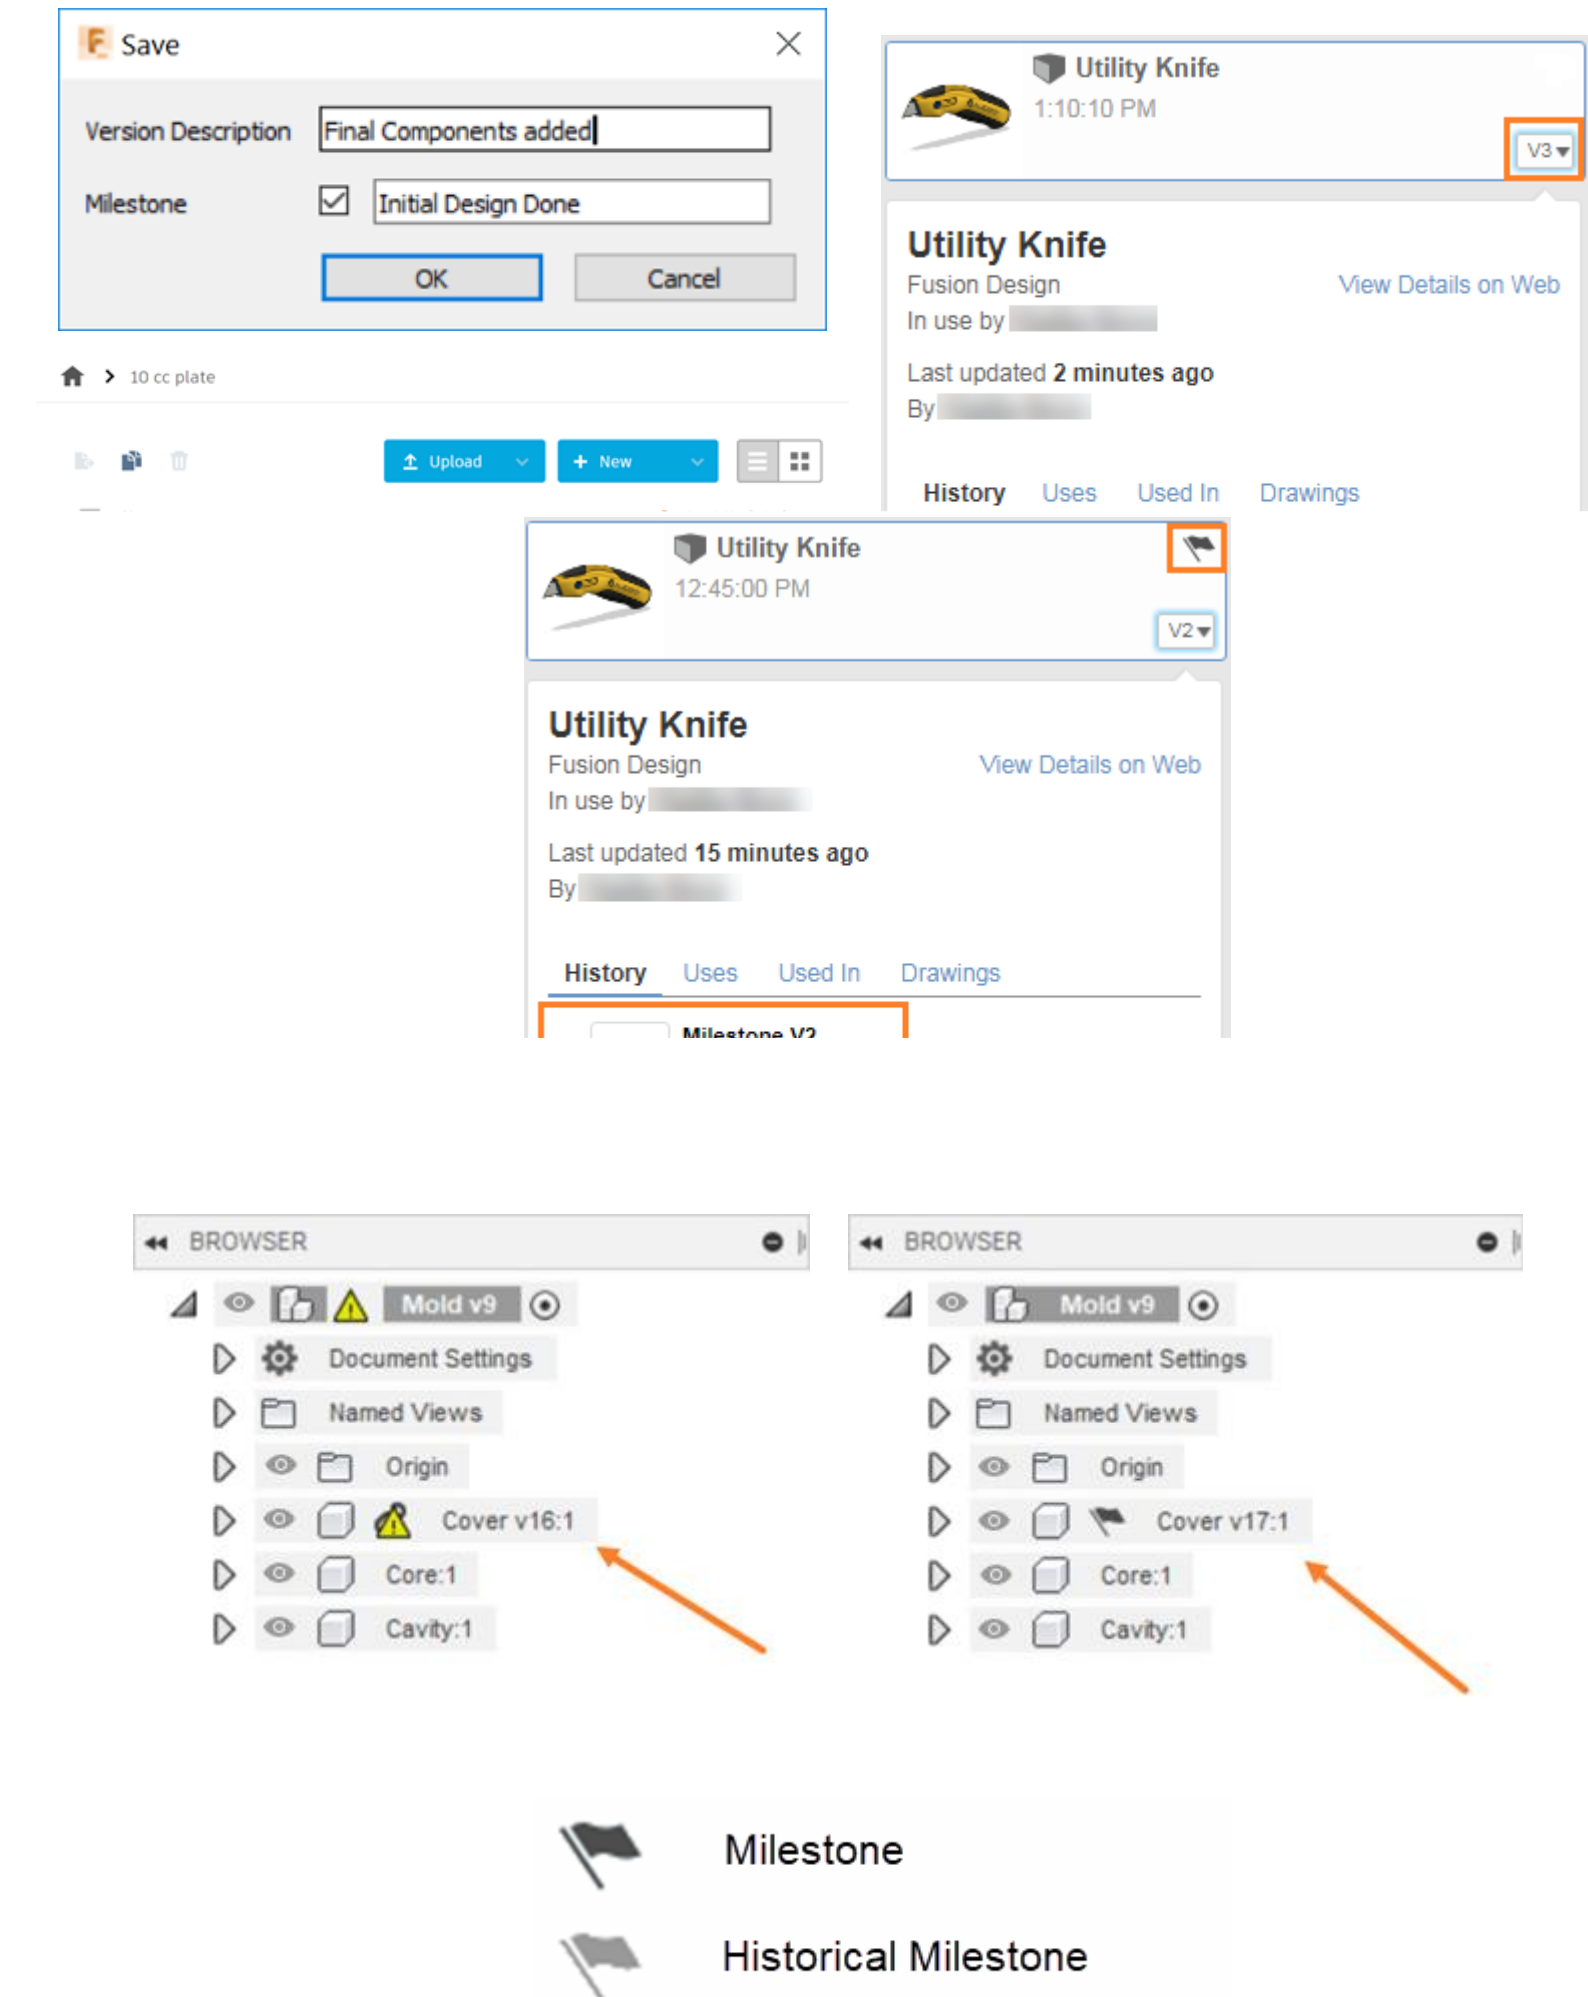 Save
Version Description Final Components added
Milestone Initial Design Done
OK Cancel
10 cc plate
Upload + New
Utility Knife
1:10:10 PM
V3
Utility Knife
Fusion Design View Details on Web
In use by
Last updated 2 minutes ago
By
History Uses Used In Drawings
Utility Knife
12:45:00 PM
V2
Utility Knife
Fusion Design View Details on Web
In use by
Last updated 15 minutes ago
By
History Uses Used In Drawings
Milestone V2
BROWSER
Mold v9
Document Settings
Named Views
Origin
Cover v16:1
Core:1
Cavity:1
BROWSER
Mold v9
Document Settings
Named Views
Origin
Cover v17:1
Core:1
Cavity:1
Milestone
Historical Milestone